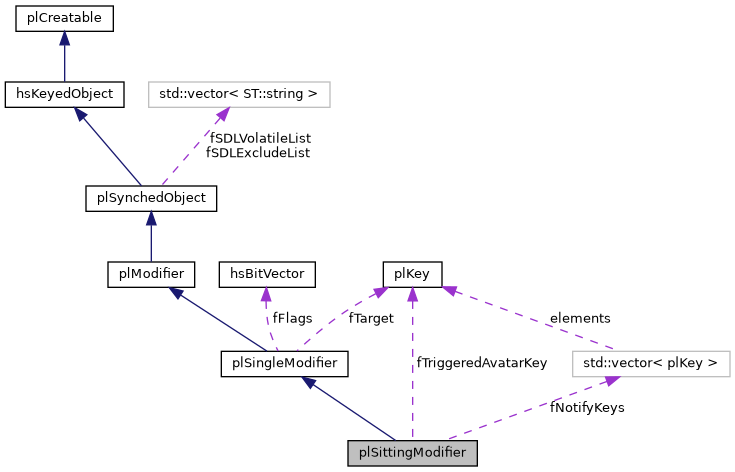 plCreatable
hsKeyedObject
std::vector< ST::string >
fSDLVolatileList
fSDLExcludeList
plSynchedObject
plModifier
hsBitVector
plKey
fFlags
fTarget
elements
plSingleModifier
fTriggeredAvatarKey
std::vector< plKey >
fNotifyKeys
plSittingModifier